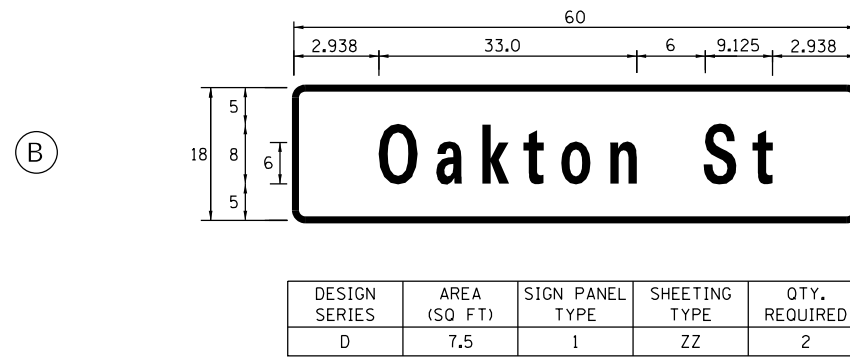 60
2.938 33.0 6 9.125 2.938
B
18
5
8
5
6
Oakton St
DESIGN SERIES AREA (SQ FT) SIGN PANEL TYPE SHEETING TYPE QTY. REQUIRED
D 7.5 1 ZZ 2